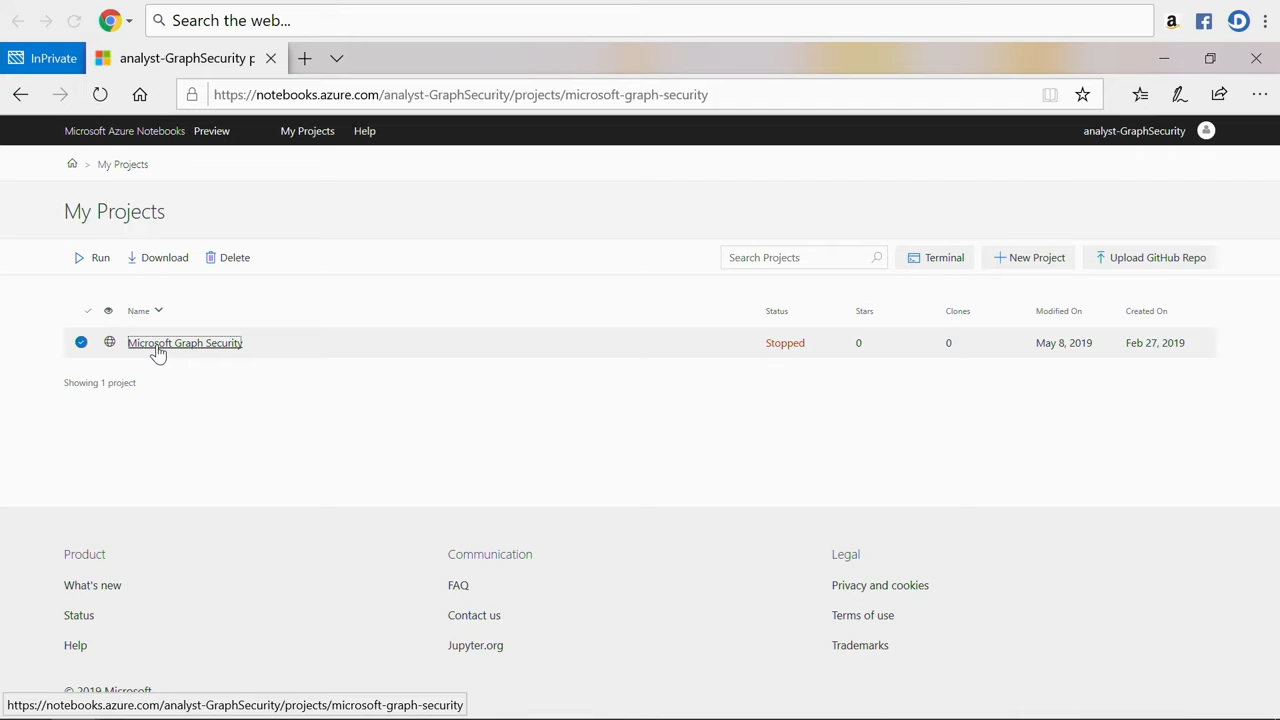 Search the web...
InPrivate
analyst-GraphSecurity p
https://notebooks.azure.com/analyst-GraphSecurity/projects/microsoft-graph-security
Microsoft Azure Notebooks Preview My Projects Help analyst-GraphSecurity
> My Projects
My Projects
Run Download Delete Search Projects Terminal New Project Upload GitHub Repo
Name Status Stars Clones Modified On Created On
Microsoft Graph Security Stopped 0 0 May 8, 2019 Feb 27, 2019
Showing 1 project
Product Communication Legal
What's new FAQ Privacy and cookies
Status Contact us Terms of use
Help Jupyter.org Trademarks
© 2019 Microsoft
https://notebooks.azure.com/analyst-GraphSecurity/projects/microsoft-graph-security